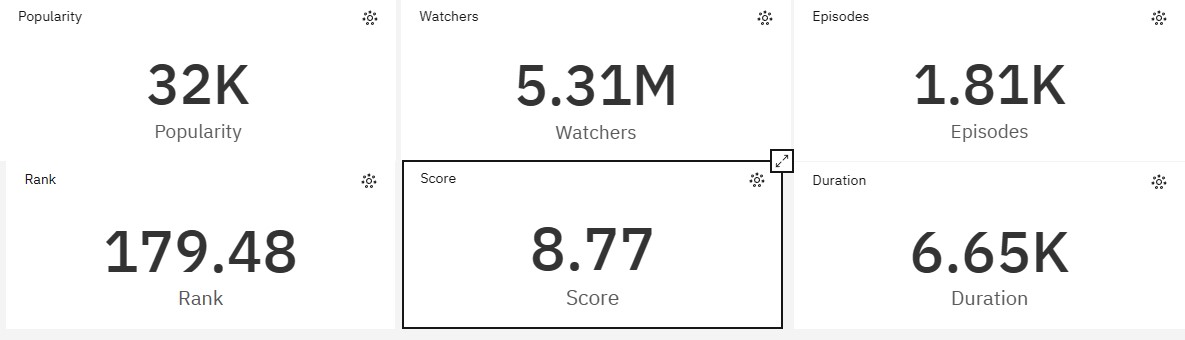 Popularity
32K
Popularity
Watchers
5.31M
Watchers
Episodes
1.81K
Episodes
Rank
179.48
Rank
Score
8.77
Score
Duration
6.65K
Duration